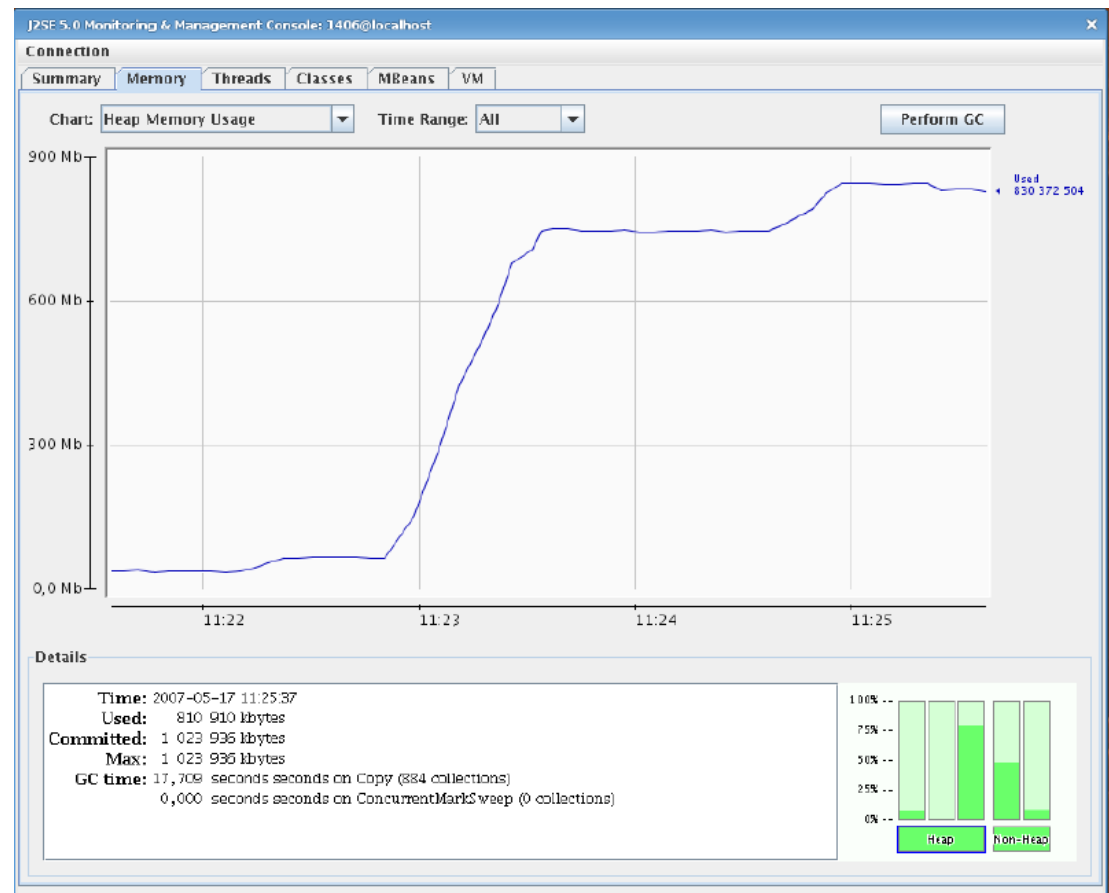 J2SE 5.0 Monitoring & Management Console: 1406@localhost
Connection
Summary Memory Threads Classes MBeans VM
Chart: Heap Memory Usage Time Range: All Perform GC
900 Mb
Used
830 372 504
600 Mb
300 Mb
0,0 Mb
11:22 11:23 11:24 11:25
Details
Time: 2007-05-17 11:25:37
Used: 810 910 kbytes
Committed: 1 023 936 kbytes
Max: 1 023 936 kbytes
GC time: 17,709 seconds seconds on Copy (884 collections)
0,000 seconds seconds on ConcurrentMarkSweep (0 collections)
100% --
75% --
50% --
25% --
0% --
Heap Non-Heap